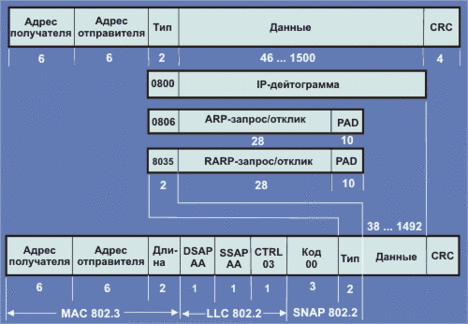 Адрес получателя Адрес отправителя Тип Данные CRC
6 6 2 46 ... 1500 4
0800 IP-дейтограмма
0806 ARP-запрос/отклик PAD
28 10
8035 RARP-запрос/отклик PAD
2 28 10
38 ... 1492
Адрес получателя Адрес отправителя Дли-на DSAP AA SSAP AA CTRL 03 Код 00 Тип Данные CRC
6 6 2 1 1 1 3 2
MAC 802.3 LLC 802.2 SNAP 802.2